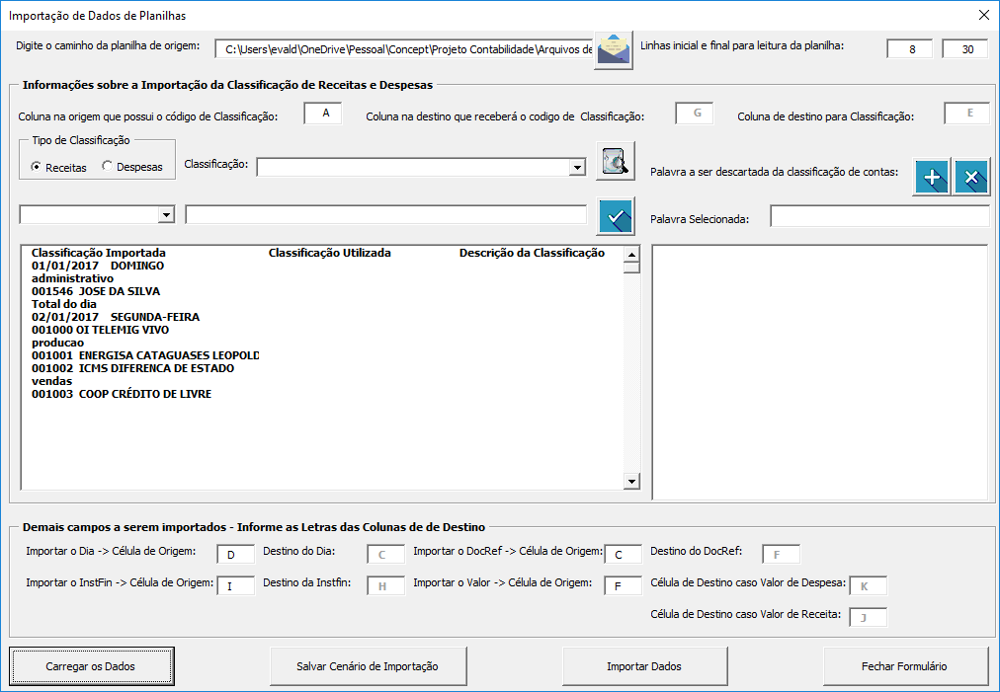 Importação de Dados de Planilhas
Digite o caminho da planilha de origem: C:\Users\evald\OneDrive\Pessoal\Concept\Projeto Contabilidade\Arquivos de Linhas inicial e final para leitura da planilha: 8 30
Informações sobre a Importação da Classificação de Receitas e Despesas
Coluna na origem que possui o código de Classificação: A Coluna na destino que receberá o codigo de Classificação: G Coluna de destino para Classificação: E
Tipo de Classificação
Receitas Despesas Classificação: Palavra a ser descartada da classificação de contas:
Palavra Selecionada:
Classificação Importada Classificação Utilizada Descrição da Classificação
01/01/2017 DOMINGO
administrativo
001546 JOSE DA SILVA
Total do dia
02/01/2017 SEGUNDA-FEIRA
001000 OI TELEMIG VIVO
producao
001001 ENERGISA CATAGUASES LEOPOLD
001002 ICMS DIFERENCA DE ESTADO
vendas
001003 COOP CRÉDITO DE LIVRE
Demais campos a serem importados - Informe as Letras das Colunas de de Destino
Importar o Dia -> Célula de Origem: D Destino do Dia: C Importar o DocRef -> Célula de Origem: C Destino do DocRef: F
Importar o InstFin -> Célula de Origem: I Destino da Instfin: H Importar o Valor -> Célula de Origem: F Célula de Destino caso Valor de Despesa: K
Célula de Destino caso Valor de Receita: J
Carregar os Dados Salvar Cenário de Importação Importar Dados Fechar Formulário